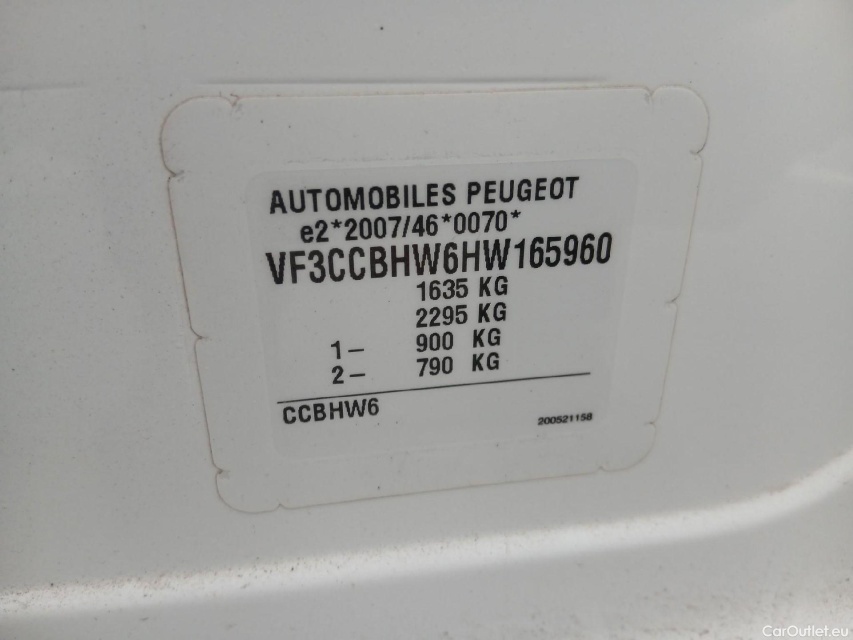 AUTOMOBILES PEUGEOT
e2*2007/46*0070*
VF3CCBHW6HW165960
1635 KG
2295 KG
1– 900 KG
2– 790 KG
CCBHW6
200521158
CarOutlet.eu